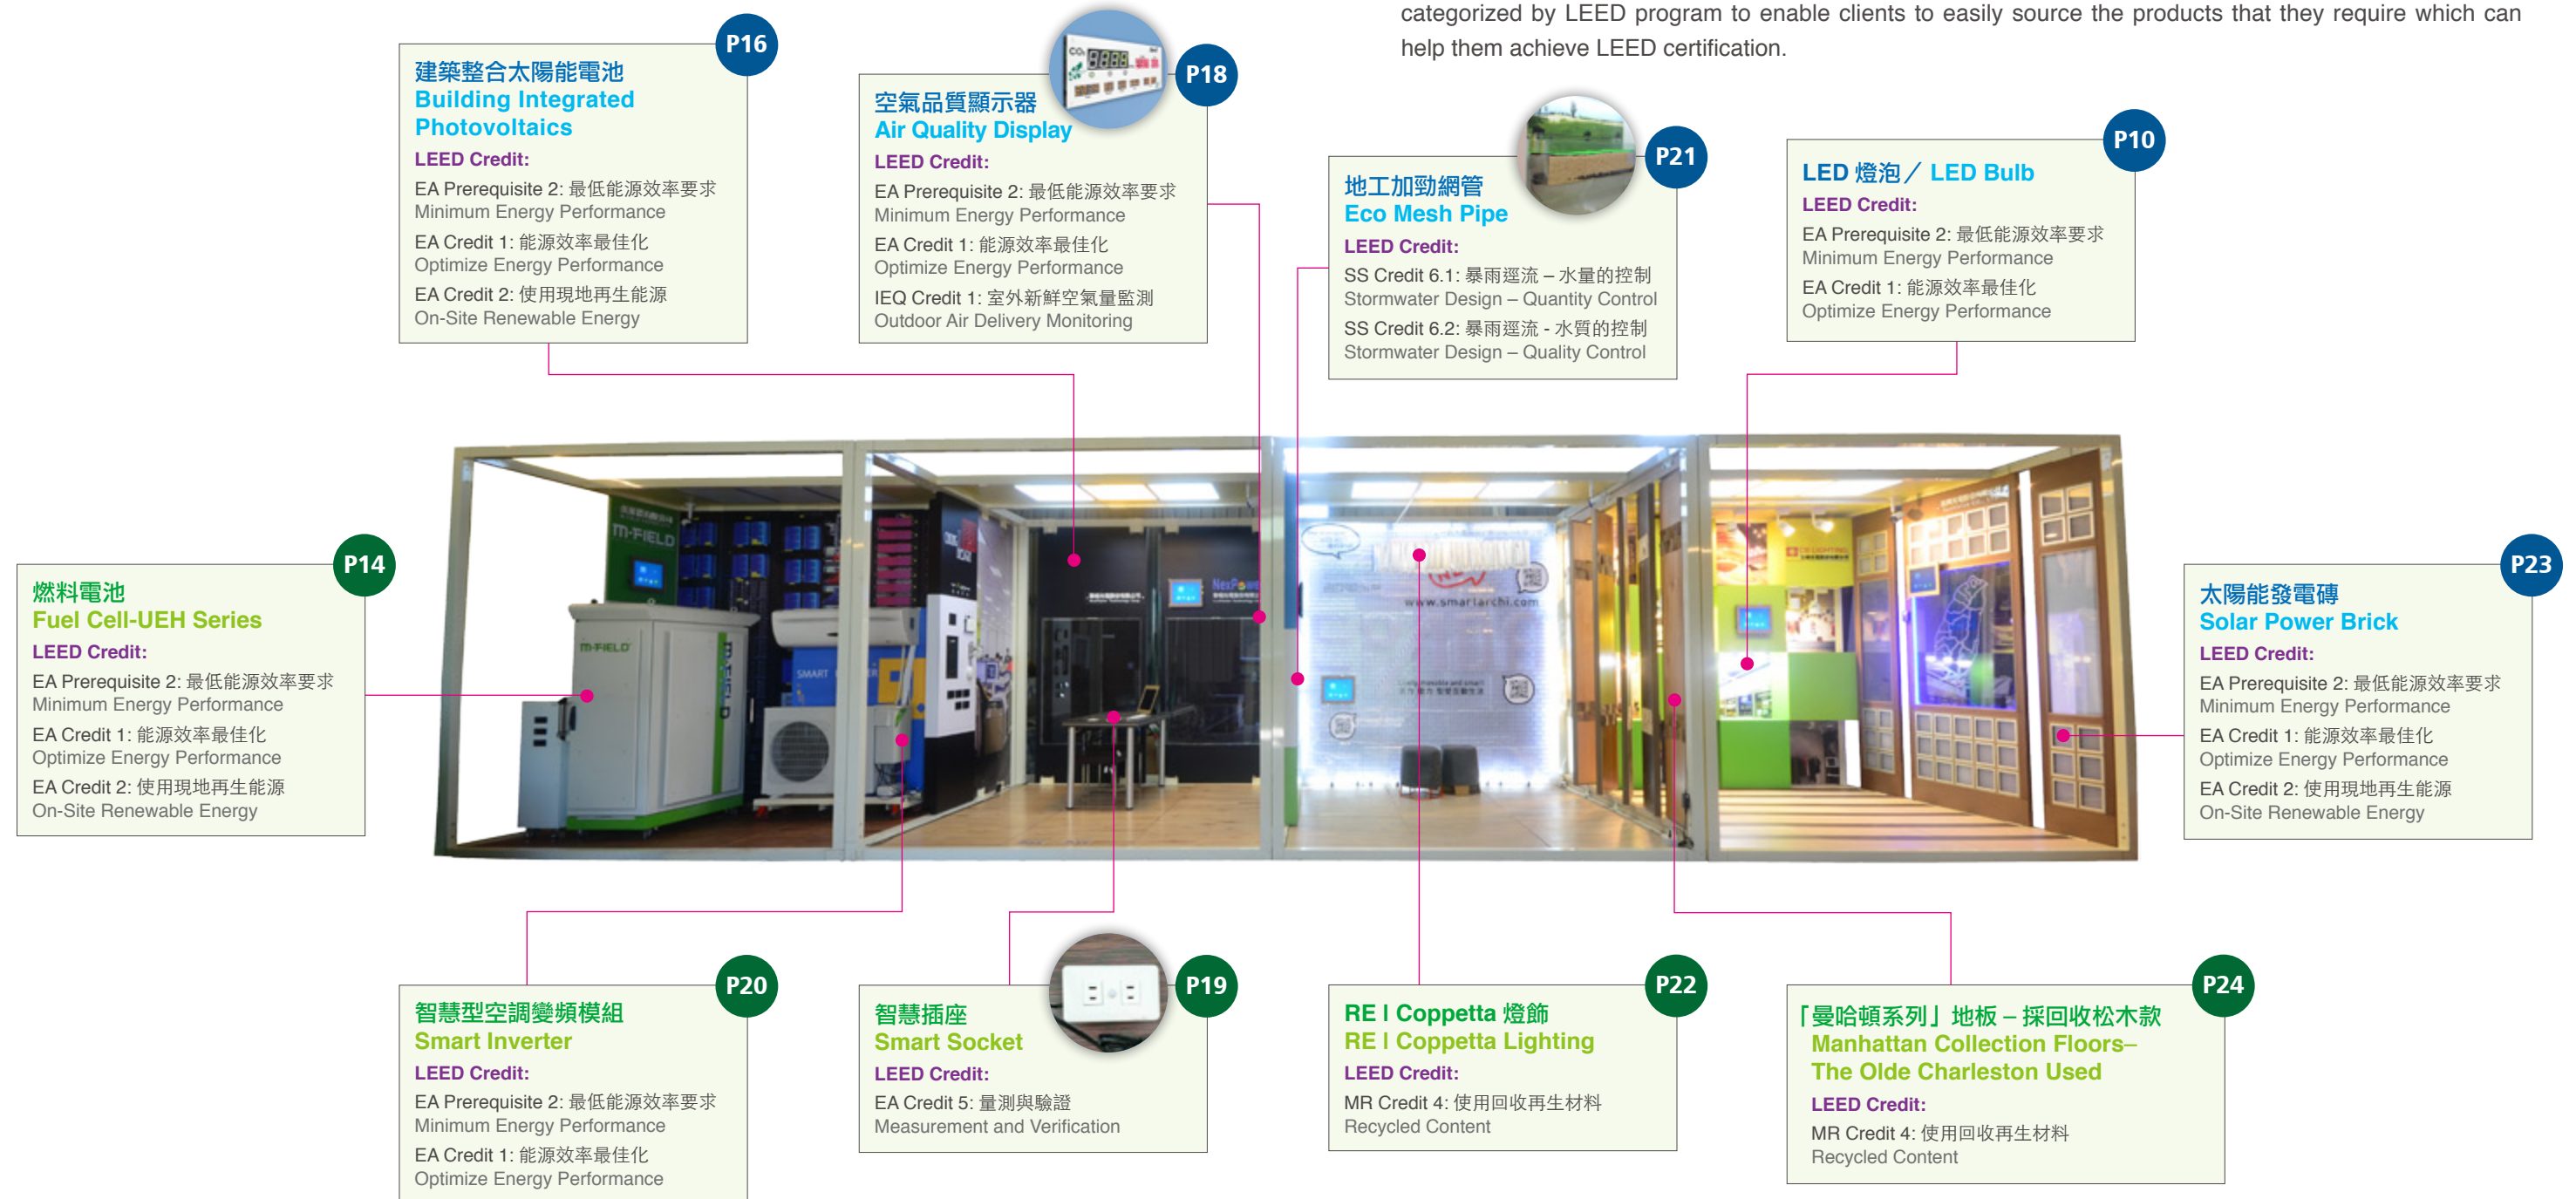 categorized by LEED program to enable clients to easily source the products that they require which can
help them achieve LEED certification.
P16
建築整合太陽能電池
Building Integrated
Photovoltaics
LEED Credit:
EA Prerequisite 2: 最低能源效率要求
Minimum Energy Performance
EA Credit 1: 能源效率最佳化
Optimize Energy Performance
EA Credit 2: 使用現地再生能源
On-Site Renewable Energy
P18
CO₂
空氣品質顯示器
Air Quality Display
LEED Credit:
EA Prerequisite 2: 最低能源效率要求
Minimum Energy Performance
EA Credit 1: 能源效率最佳化
Optimize Energy Performance
IEQ Credit 1: 室外新鮮空氣量監測
Outdoor Air Delivery Monitoring
P21
地工加勁網管
Eco Mesh Pipe
LEED Credit:
SS Credit 6.1: 暴雨逕流 – 水量的控制
Stormwater Design – Quantity Control
SS Credit 6.2: 暴雨逕流 - 水質的控制
Stormwater Design – Quality Control
P10
LED 燈泡／ LED Bulb
LEED Credit:
EA Prerequisite 2: 最低能源效率要求
Minimum Energy Performance
EA Credit 1: 能源效率最佳化
Optimize Energy Performance
P14
燃料電池
Fuel Cell-UEH Series
LEED Credit:
EA Prerequisite 2: 最低能源效率要求
Minimum Energy Performance
EA Credit 1: 能源效率最佳化
Optimize Energy Performance
EA Credit 2: 使用現地再生能源
On-Site Renewable Energy
m-FIELD
m-FIELD
m-FIELD
SMART
NexPower
www.smartarchi.com
CD LIGHTING
P23
太陽能發電磚
Solar Power Brick
LEED Credit:
EA Prerequisite 2: 最低能源效率要求
Minimum Energy Performance
EA Credit 1: 能源效率最佳化
Optimize Energy Performance
EA Credit 2: 使用現地再生能源
On-Site Renewable Energy
P20
智慧型空調變頻模組
Smart Inverter
LEED Credit:
EA Prerequisite 2: 最低能源效率要求
Minimum Energy Performance
EA Credit 1: 能源效率最佳化
Optimize Energy Performance
P19
智慧插座
Smart Socket
LEED Credit:
EA Credit 5: 量測與驗證
Measurement and Verification
P22
RE l Coppetta 燈飾
RE l Coppetta Lighting
LEED Credit:
MR Credit 4: 使用回收再生材料
Recycled Content
P24
「曼哈頓系列」地板 – 採回收松木款
Manhattan Collection Floors–
The Olde Charleston Used
LEED Credit:
MR Credit 4: 使用回收再生材料
Recycled Content